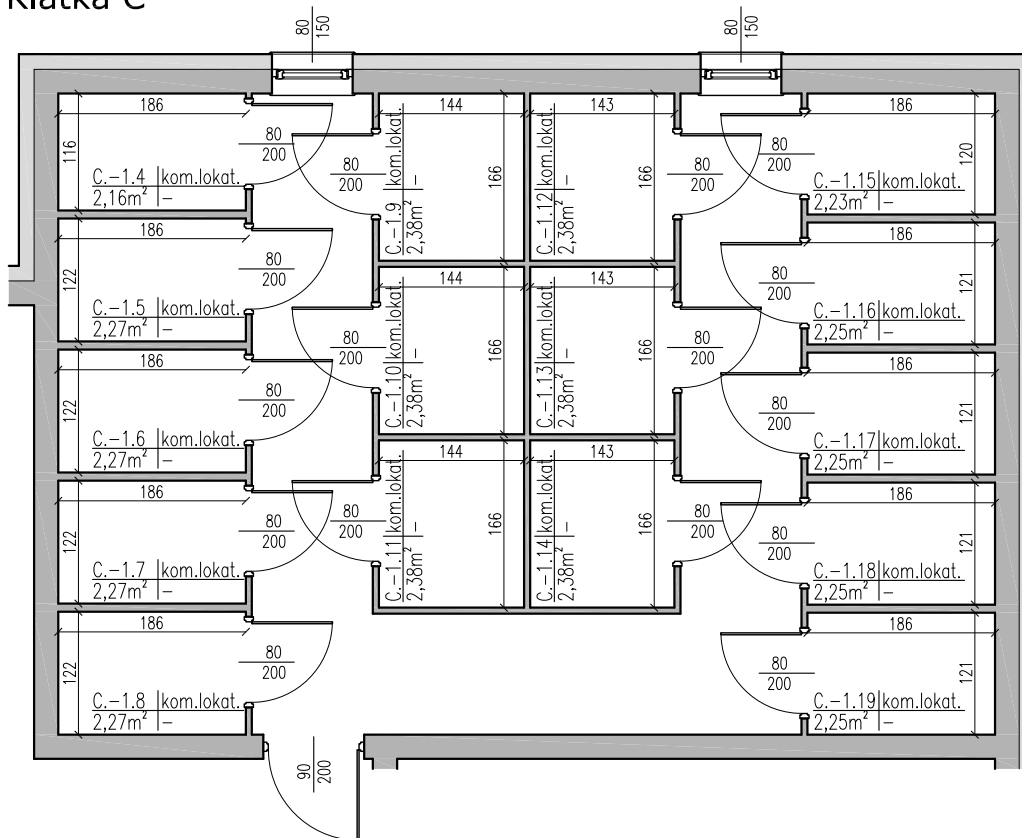 Klatka C
80
150
80
150
186
116
C.-1.4 kom.lokat.
2,16m² -
80
200
186
122
C.-1.5 kom.lokat.
2,27m² -
80
200
186
122
C.-1.6 kom.lokat.
2,27m² -
80
200
186
122
C.-1.7 kom.lokat.
2,27m² -
80
200
186
122
C.-1.8 kom.lokat.
2,27m² -
80
200
144
166
C.-1.9 kom.lokat.
2,38m² -
80
200
144
166
C.-1.10 kom.lokat.
2,38m² -
80
200
144
166
C.-1.11 kom.lokat.
2,38m² -
80
200
143
166
C.-1.12 kom.lokat.
2,38m² -
80
200
143
166
C.-1.13 kom.lokat.
2,38m² -
80
200
143
166
C.-1.14 kom.lokat.
2,38m² -
80
200
186
120
C.-1.15 kom.lokat.
2,23m² -
80
200
186
121
C.-1.16 kom.lokat.
2,25m² -
80
200
186
121
C.-1.17 kom.lokat.
2,25m² -
80
200
186
121
C.-1.18 kom.lokat.
2,25m² -
80
200
186
121
C.-1.19 kom.lokat.
2,25m² -
80
200
90
200